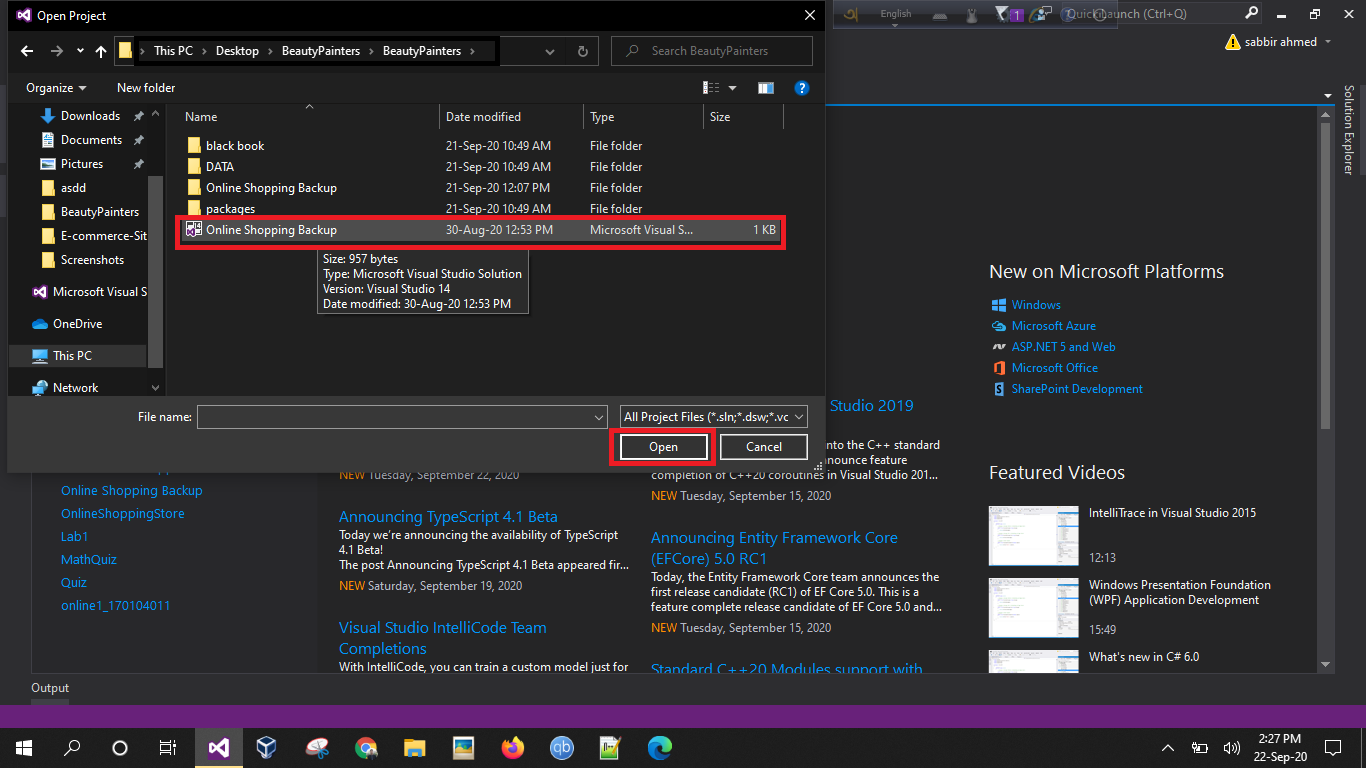 Open Project
English
1
Quick Launch (Ctrl+Q)
sabbir ahmed
This PC
Desktop
BeautyPainters
BeautyPainters
Search BeautyPainters
Organize
New folder
Solution Explorer
Name
Date modified
Type
Size
Downloads
Documents
Pictures
asdd
BeautyPainters
E-commerce-Sit
Screenshots
Microsoft Visual S
OneDrive
This PC
Network
black book 21-Sep-20 10:49 AM File folder
DATA 21-Sep-20 10:49 AM File folder
Online Shopping Backup 21-Sep-20 12:07 PM File folder
packages 21-Sep-20 10:49 AM File folder
Online Shopping Backup 30-Aug-20 12:53 PM Microsoft Visual S... 1 KB
Size: 957 bytes
Type: Microsoft Visual Studio Solution
Version: Visual Studio 14
Date modified: 30-Aug-20 12:53 PM
File name:
All Project Files (*.sln;*.dsw;*.vc
Open
Cancel
Online Shopping Backup
OnlineShoppingStore
Lab1
MathQuiz
Quiz
online1_170104011
NEW Tuesday, September 22, 2020
Announcing TypeScript 4.1 Beta
Today we're announcing the availability of TypeScript
4.1 Beta!
The post Announcing TypeScript 4.1 Beta appeared fir...
NEW Saturday, September 19, 2020
Visual Studio IntelliCode Team
Completions
With IntelliCode, you can train a custom model just for
Studio 2019
into the C++ standard
nounce feature
completion of C++20 coroutines in Visual Studio 201...
NEW Tuesday, September 15, 2020
Announcing Entity Framework Core
(EFCore) 5.0 RC1
Today, the Entity Framework Core team announces the
first release candidate (RC1) of EF Core 5.0. This is a
feature complete release candidate of EF Core 5.0 and...
NEW Tuesday, September 15, 2020
Standard C++20 Modules support with
New on Microsoft Platforms
Windows
Microsoft Azure
ASP.NET 5 and Web
Microsoft Office
SharePoint Development
Featured Videos
IntelliTrace in Visual Studio 2015
12:13
Windows Presentation Foundation
(WPF) Application Development
15:49
What's new in C# 6.0
Output
2:27 PM
22-Sep-20